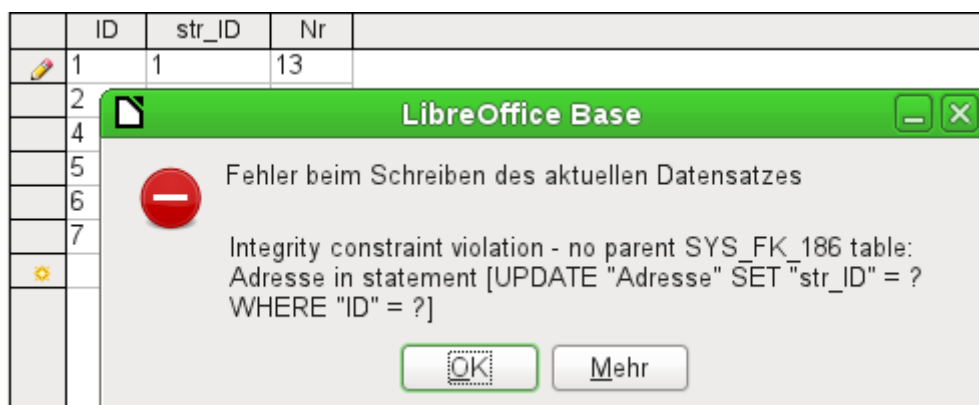 ID str_ID Nr
1 1 13
2
LibreOffice Base
4
5
Fehler beim Schreiben des aktuellen Datensatzes
6
7
Integrity constraint violation - no parent SYS_FK_186 table:
Adresse in statement [UPDATE "Adresse" SET "str_ID" = ?
WHERE "ID" = ?]
OK Mehr